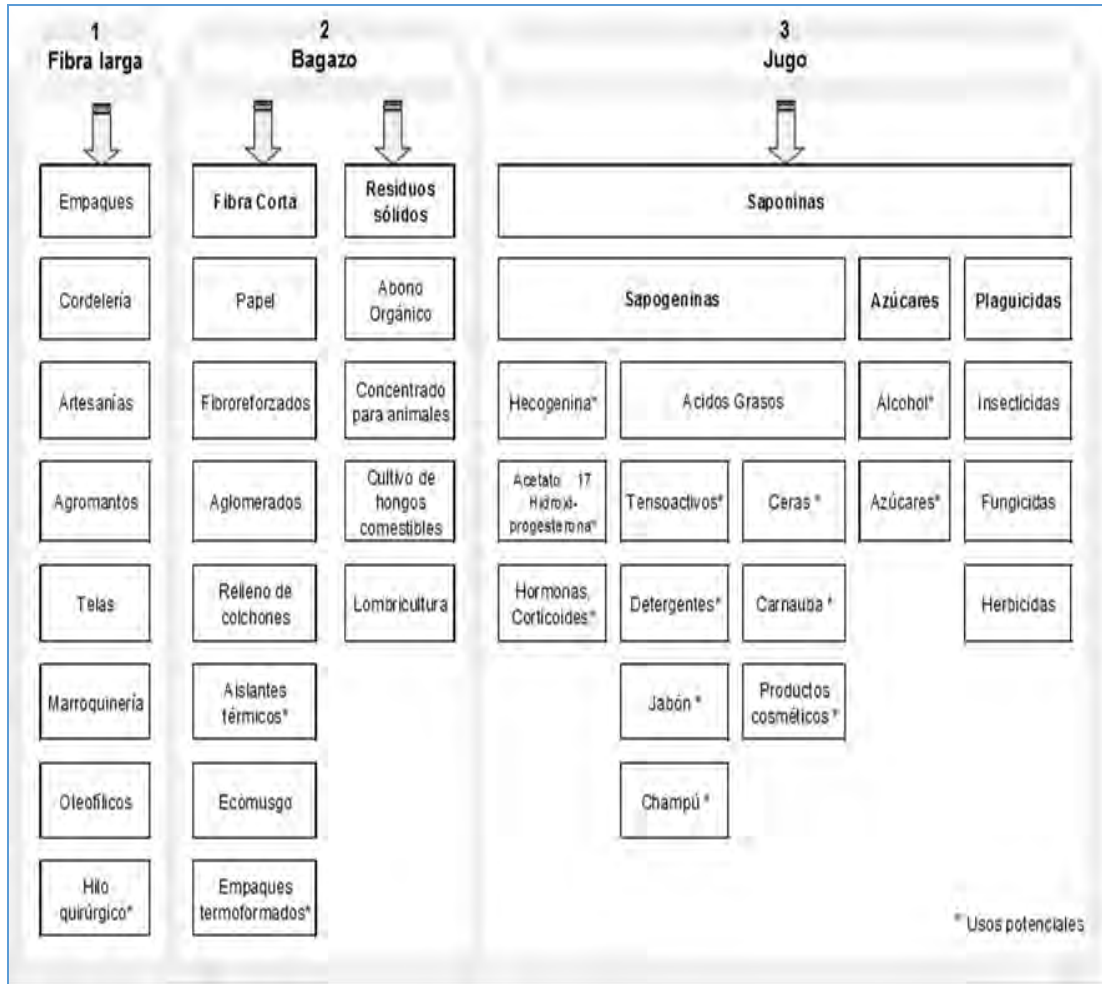 1
Fibra larga
2
Bagazo
3
Jugo
Empaques
Cordelería
Artesanías
Agromantos
Telas
Marroquinería
Oleofílicos
Hilo
quirúrgico*
Fibra Corta
Papel
Fibroreforzados
Aglomerados
Relleno de
colchones
Aislantes
térmicos*
Ecomusgo
Empaques
termoformados*
Residuos
sólidos
Abono
Orgánico
Concentrado
para animales
Cultivo de
hongos
comestibles
Lombricultura
Saponinas
Sapogeninas
Hecogenina*
Acetato 17
Hidroxi-
progesterona*
Hormonas,
Corticoides*
Acidos Grasos
Tensoactivos*
Detergentes*
Jabón *
Champú *
Ceras *
Carnauba *
Productos
cosméticos *
Azúcares
Alcohol*
Azúcares*
Plaguicidas
Insecticidas
Fungicidas
Herbicidas
* Usos potenciales